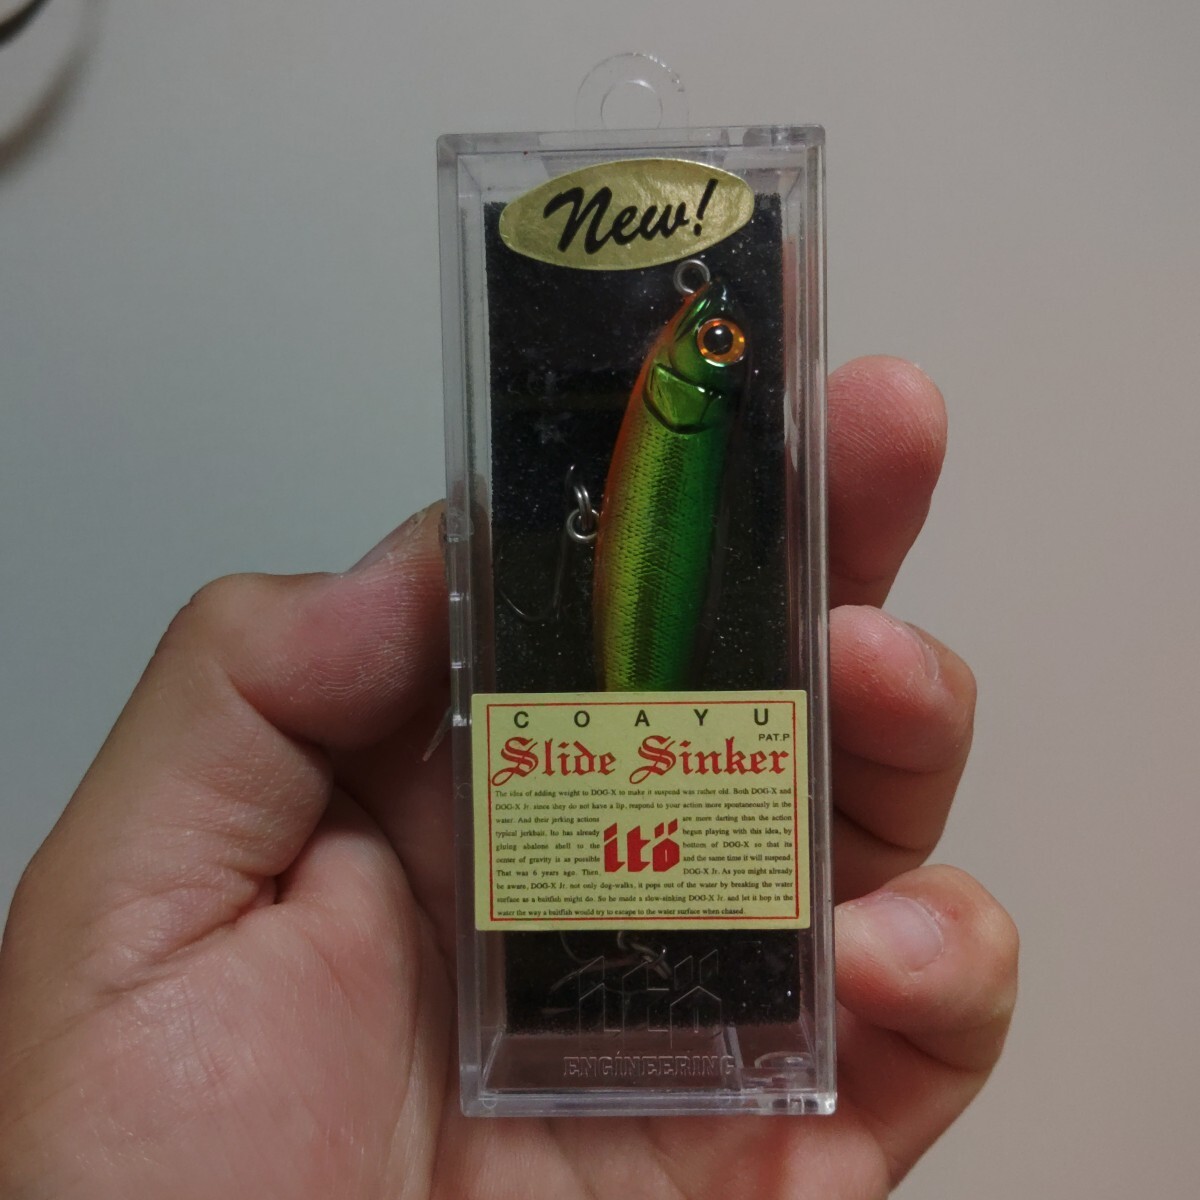 New!
COAYU
PAT.P
Slide Sinker
The idea of adding weight to DOG-X to make it suspend was rather old. Both DOG-X and
DOG-X Jr. since they do not have a lip, respond to your action more spontaneously in the
water. And their jerking actions are more darting than the action
typical jerkbait. Ito has already begun playing with this idea, by
gluing abalone shell to the bottom of DOG-X so that its
center of gravity is as possible and the same time it will suspend.
That was 6 years ago. Then, DOG-X Jr. As you might already
be aware, DOG-X Jr. not only dog-walks, it pops out of the water by breaking the water
surface as a baitfish might do. So he made a slow-sinking DOG-X Jr. and let it hop in the
water the way a baitfish would try to escape to the water surface when chased.
itö
itö
ENGINEERING